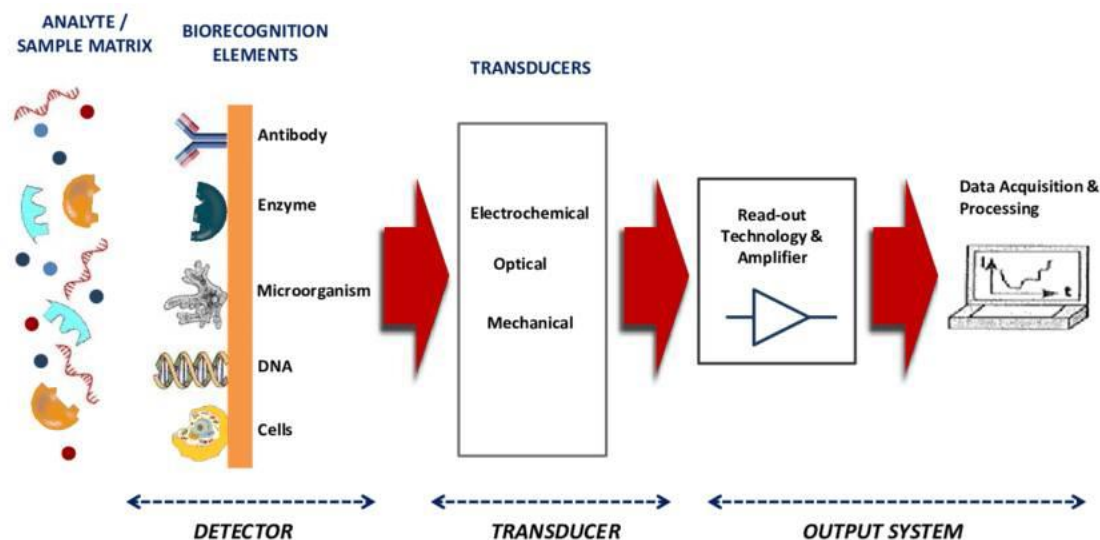 ANALYTE /
SAMPLE MATRIX
BIORECOGNITION
ELEMENTS
TRANSDUCERS
Antibody
Enzyme
Microorganism
DNA
Cells
Electrochemical
Optical
Mechanical
Read-out
Technology &
Amplifier
Data Acquisition &
Processing
I
t
DETECTOR
TRANSDUCER
OUTPUT SYSTEM